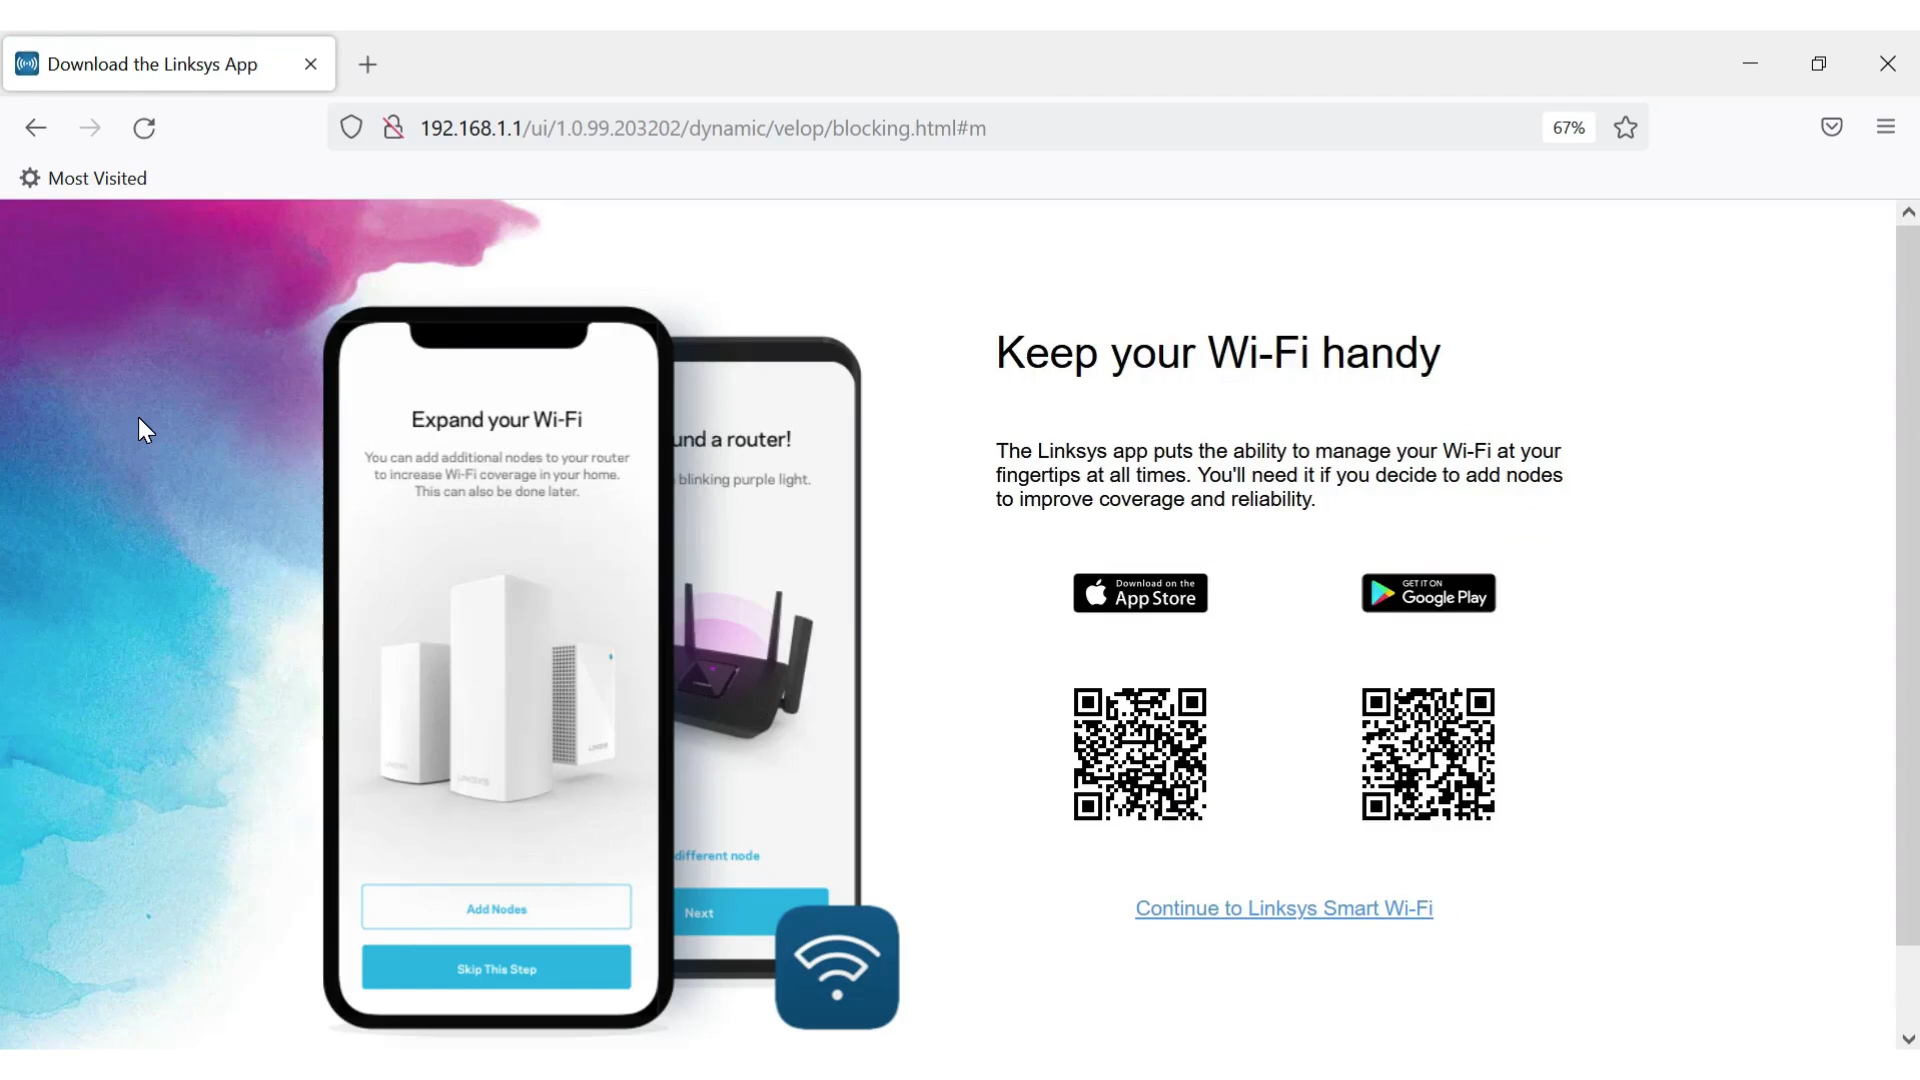 Download the Linksys App
192.168.1.1/ui/1.0.99.203202/dynamic/velop/blocking.html#m
67%
Most Visited
Expand your Wi-Fi
You can add additional nodes to your router
to increase Wi-Fi coverage in your home.
This can also be done later.
LINKSYS
LINKSYS
LINKSYS
Add Nodes
Skip This Step
und a router!
blinking purple light.
different node
Next
Keep your Wi-Fi handy
The Linksys app puts the ability to manage your Wi-Fi at your
fingertips at all times. You'll need it if you decide to add nodes
to improve coverage and reliability.
Download on the
App Store
GET IT ON
Google Play
Continue to Linksys Smart Wi-Fi